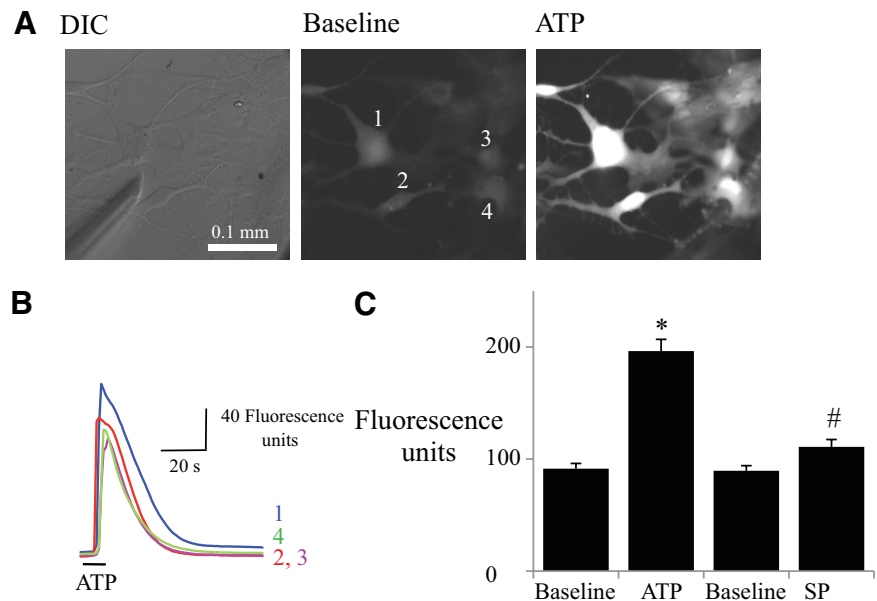 A DIC Baseline ATP
1
2
3
4
0.1 mm
B
40 Fluorescence
units
20 s
1
4
2, 3
ATP
C
*
#
200
Fluorescence
units
100
0
Baseline ATP Baseline SP